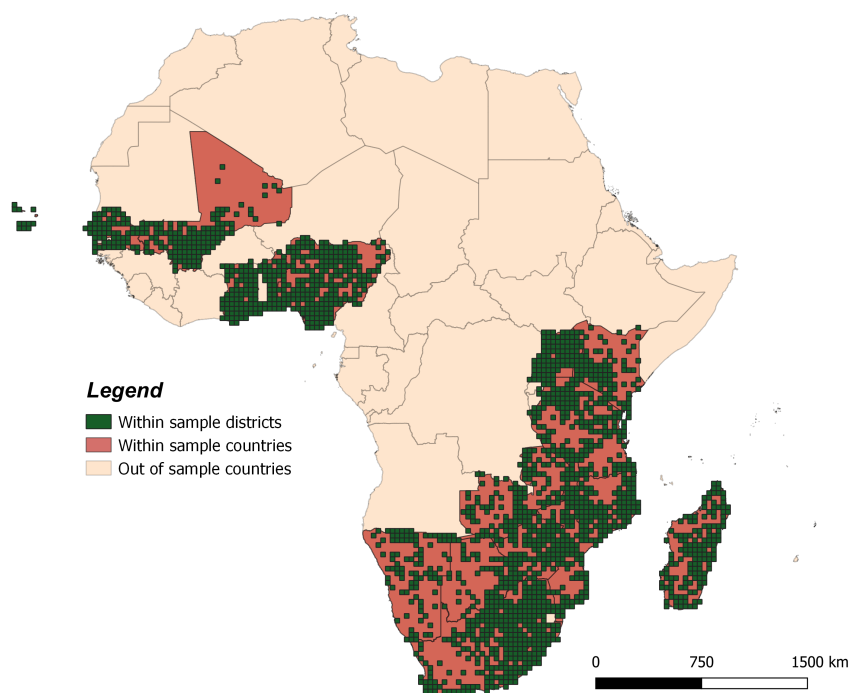 Legend
Within sample districts
Within sample countries
Out of sample countries
0 750 1500 km